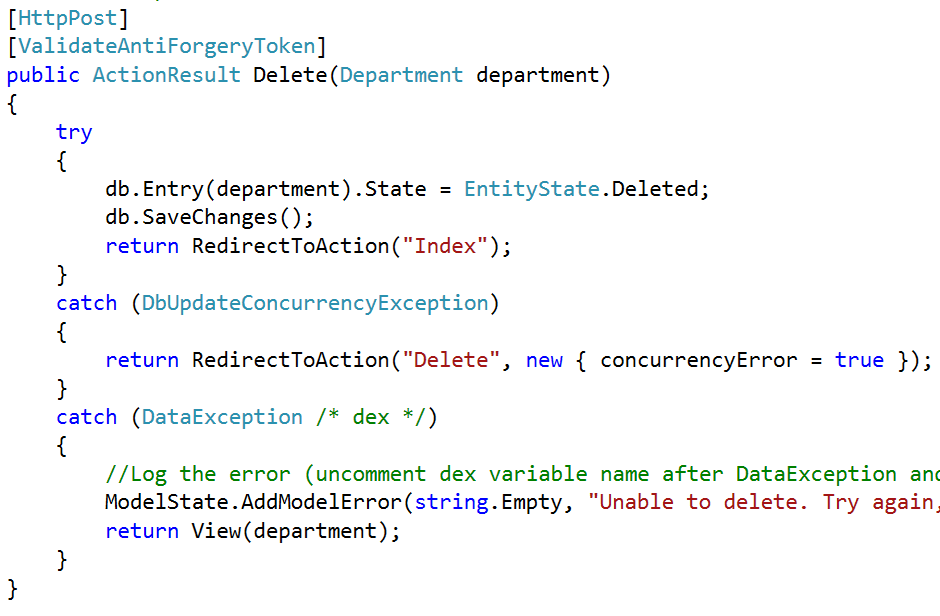 [HttpPost]
[ValidateAntiForgeryToken]
public ActionResult Delete(Department department)
{
    try
    {
        db.Entry(department).State = EntityState.Deleted;
        db.SaveChanges();
        return RedirectToAction("Index");
    }
    catch (DbUpdateConcurrencyException)
    {
        return RedirectToAction("Delete", new { concurrencyError = true });
    }
    catch (DataException /* dex */)
    {
        //Log the error (uncomment dex variable name after DataException and
        ModelState.AddModelError(string.Empty, "Unable to delete. Try again,
        return View(department);
    }
}